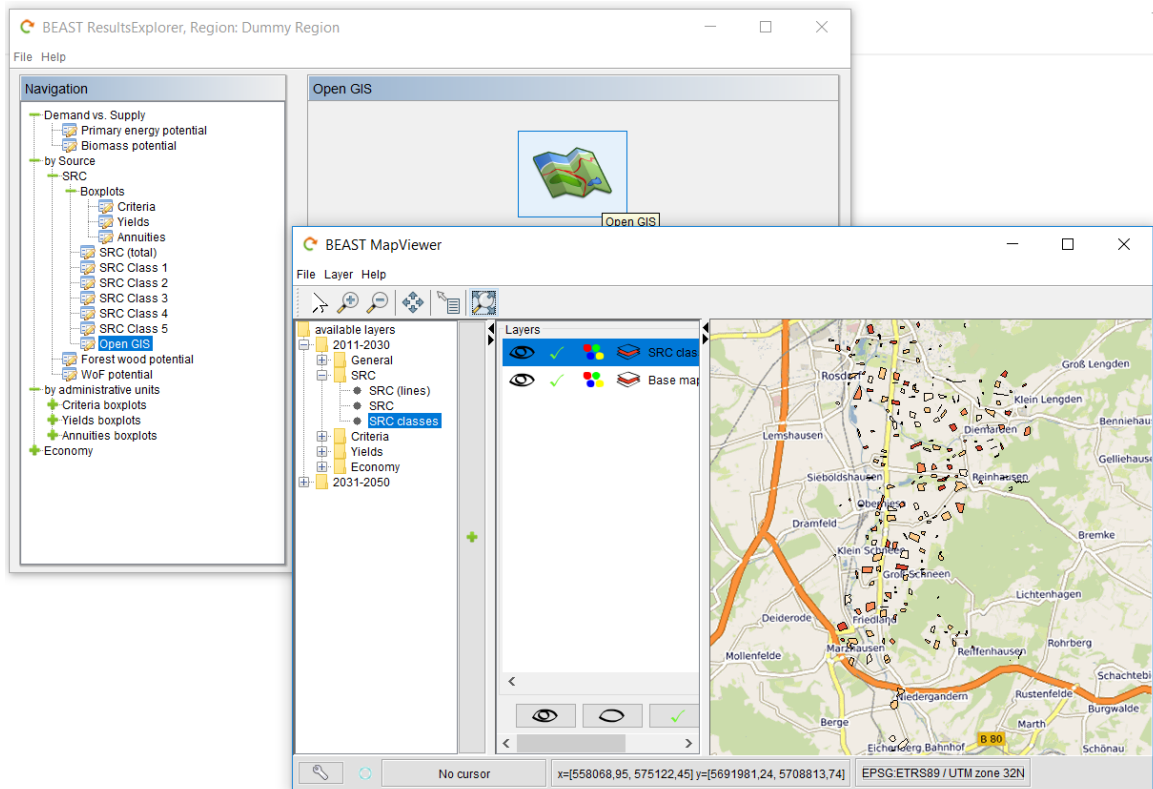 BEAST ResultsExplorer, Region: Dummy Region
File Help
Navigation
Demand vs. Supply
Primary energy potential
Biomass potential
by Source
SRC
Boxplots
Criteria
Yields
Annuities
SRC (total)
SRC Class 1
SRC Class 2
SRC Class 3
SRC Class 4
SRC Class 5
Open GIS
Forest wood potential
WoF potential
by administrative units
Criteria boxplots
Yields boxplots
Annuities boxplots
Economy
Open GIS
Open GIS
BEAST MapViewer
File Layer Help
available layers
2011-2030
General
SRC
SRC (lines)
SRC
SRC classes
Criteria
Yields
Economy
2031-2050
Layers
SRC clas
Base map
Groß Lengden
Rosdorf
Klein Lengden
Benniehaus
Lemshausen
Diemarden
Gelliehaus
Sieboldshausen
Reinhausen
Obernjesa
Dramfeld
Bremke
Klein Schneen
Groß Schneen
Lichtenhagen
Deiderode
Friedland
Rohrberg
Mollenfelde
Marzhausen
Reiffenhausen
Schachtebi
Niedergandern
Rustenfelde
Burgwalde
Berge
Marth
B 80
Eichenberg Bahnhof
Schönau
No cursor
x=[558068,95, 575122,45] y=[5691981,24, 5708813,74]
EPSG:ETRS89 / UTM zone 32N